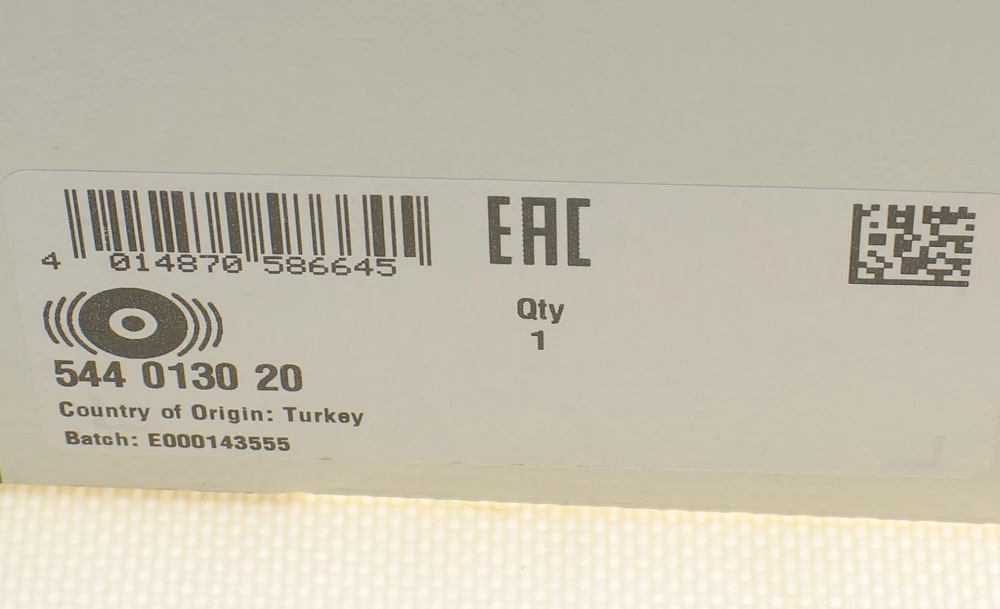 4 014870 586645
EAC
Qty
1
544 0130 20
Country of Origin: Turkey
Batch: E000143555